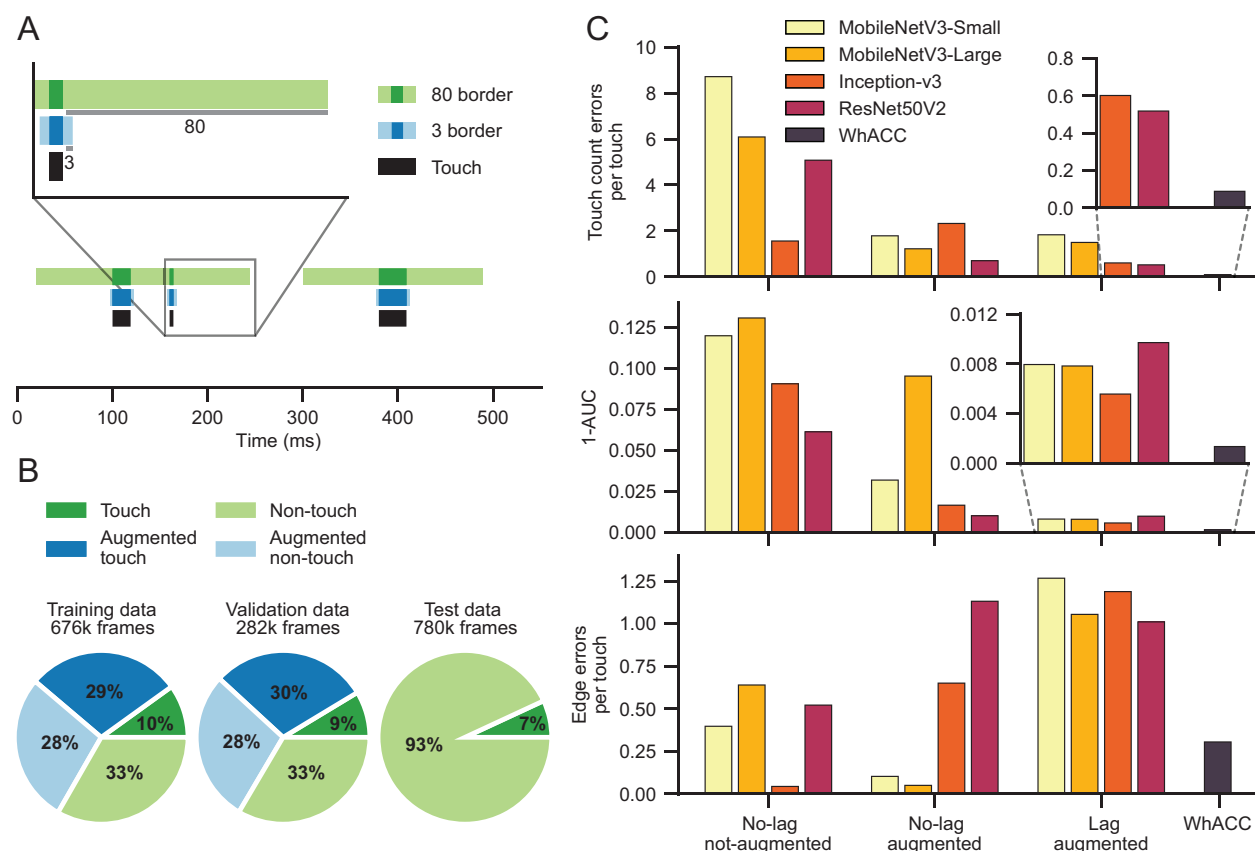 A
80 border
3 border
Touch
80
3
0
100
200
300
400
500
Time (ms)
B
Touch
Non-touch
Augmented
touch
Augmented
non-touch
Training data
676k frames
29%
10%
28%
33%
Validation data
282k frames
30%
9%
28%
33%
Test data
780k frames
7%
93%
C
MobileNetV3-Small
MobileNetV3-Large
Inception-v3
ResNet50V2
WhACC
Touch count errors
per touch
10
8
6
4
2
0
0.8
0.6
0.4
0.2
0.0
1-AUC
0.125
0.100
0.075
0.050
0.025
0.000
0.012
0.008
0.004
0.000
Edge errors
per touch
1.25
1.00
0.75
0.50
0.25
0.00
No-lag
not-augmented
No-lag
augmented
Lag
augmented
WhACC